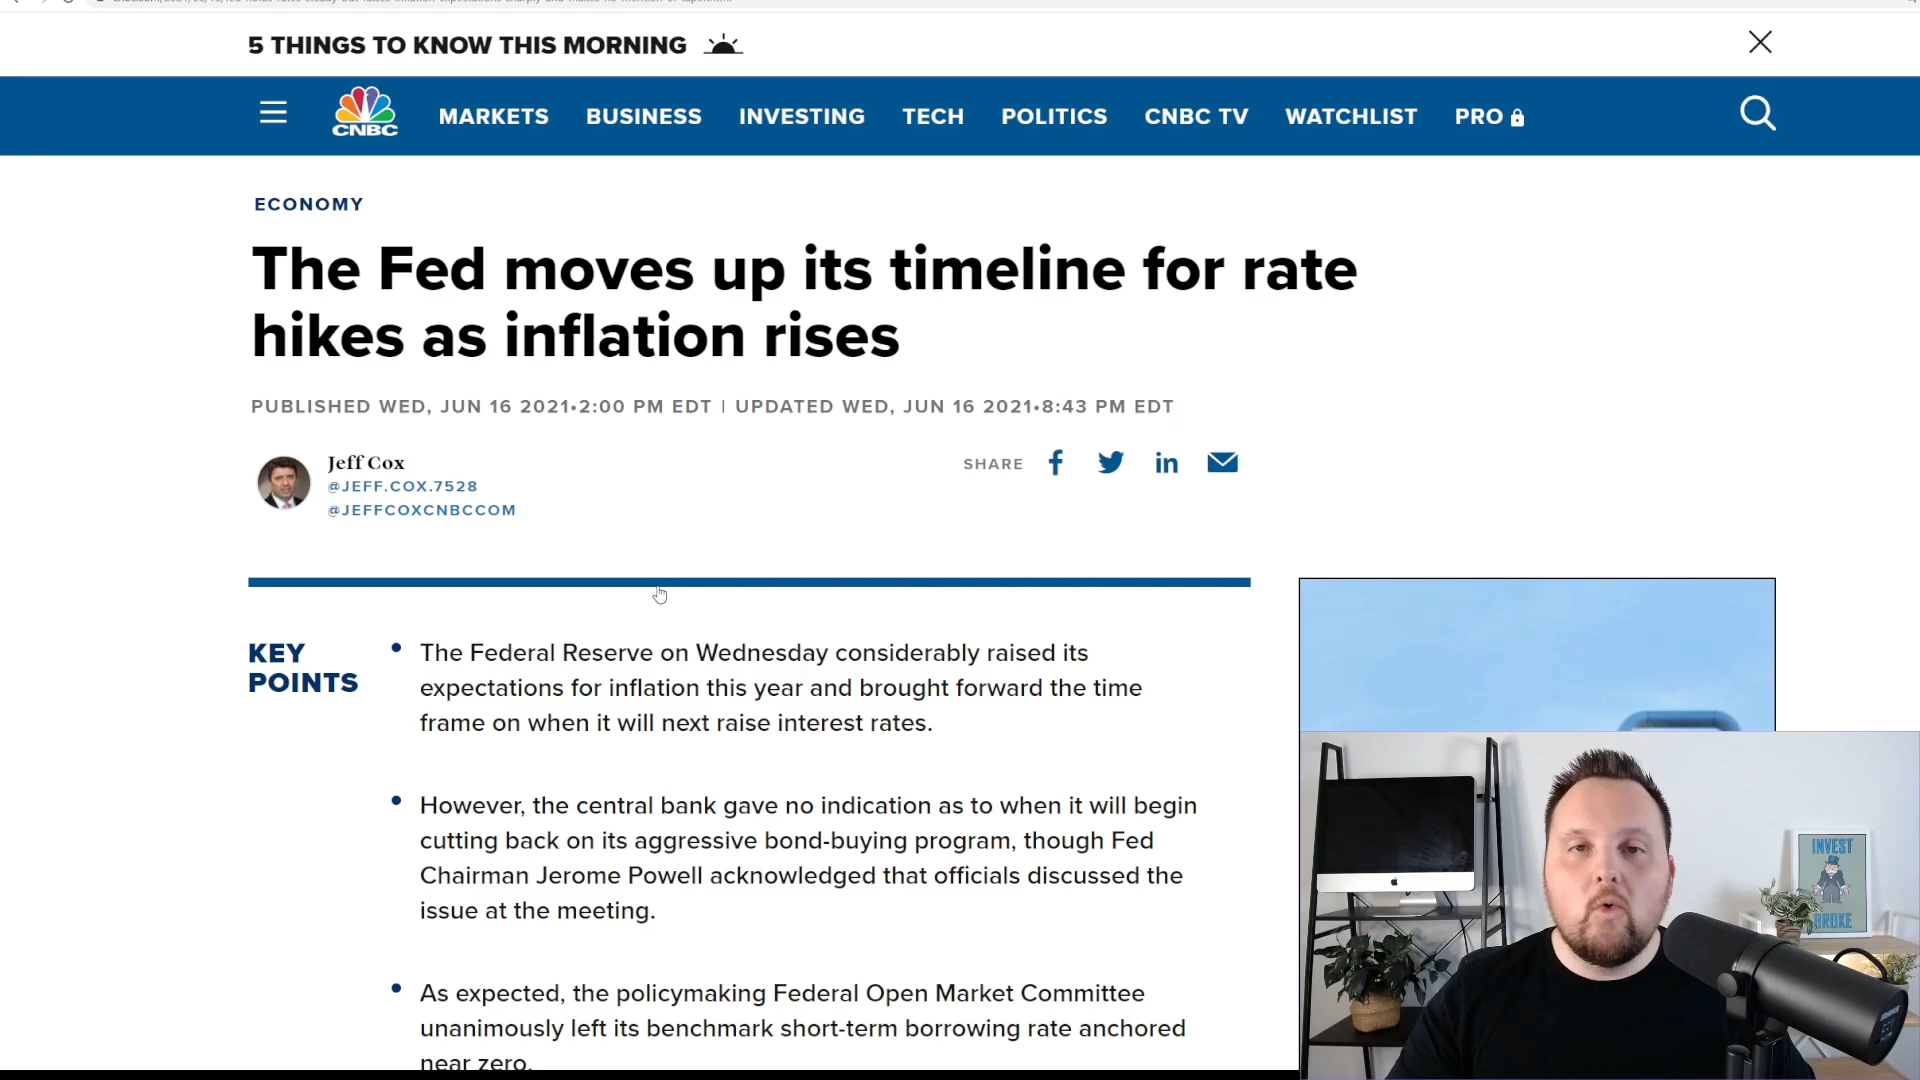 5 THINGS TO KNOW THIS MORNING
CNBC
MARKETS BUSINESS INVESTING TECH POLITICS CNBC TV WATCHLIST PRO
ECONOMY
The Fed moves up its timeline for rate
hikes as inflation rises
PUBLISHED WED, JUN 16 2021•2:00 PM EDT | UPDATED WED, JUN 16 2021•8:43 PM EDT
Jeff Cox
@JEFF.COX.7528
@JEFFCOXCNBCCOM
SHARE
KEY
POINTS
• The Federal Reserve on Wednesday considerably raised its
expectations for inflation this year and brought forward the time
frame on when it will next raise interest rates.
• However, the central bank gave no indication as to when it will begin
cutting back on its aggressive bond-buying program, though Fed
Chairman Jerome Powell acknowledged that officials discussed the
issue at the meeting.
• As expected, the policymaking Federal Open Market Committee
unanimously left its benchmark short-term borrowing rate anchored
near zero.
INVEST
BROKE